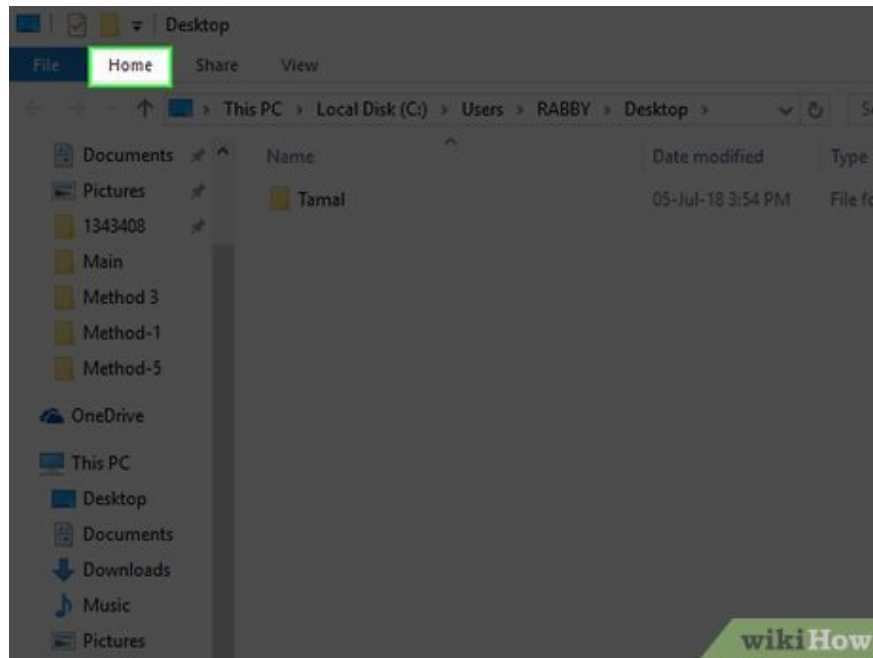 Desktop
File Home Share View
This PC > Local Disk (C:) > Users > RABBY > Desktop >
Name Date modified Type
Tamal 05-Jul-18 3:54 PM
Documents
Pictures
1343408
Main
Method 3
Method-1
Method-5
OneDrive
This PC
Desktop
Documents
Downloads
Music
Pictures
wikiHow